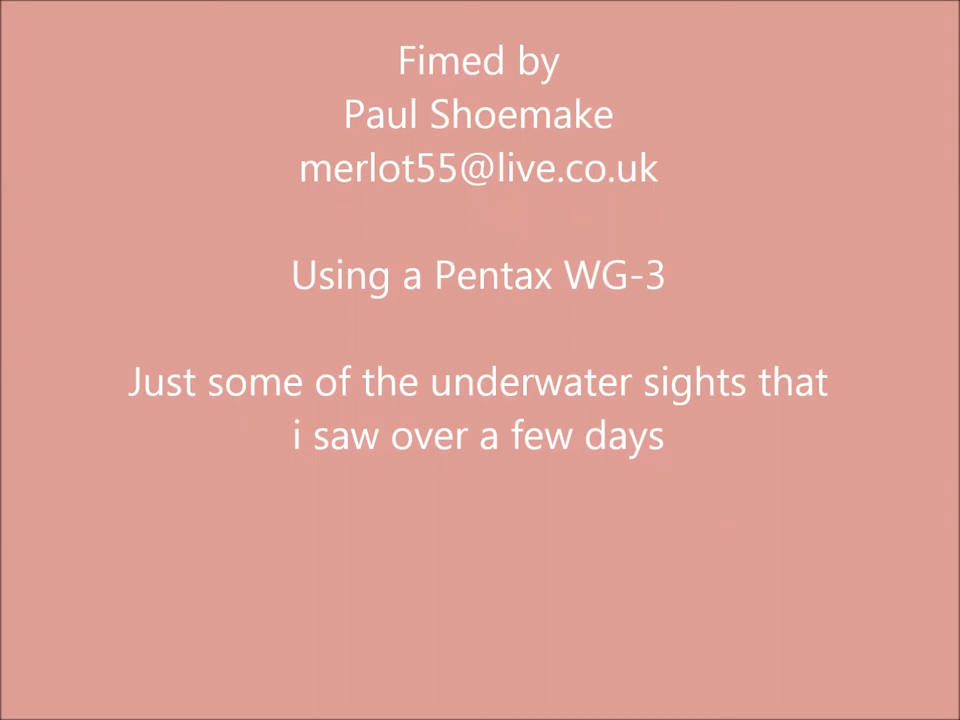 Fimed by
Paul Shoemake
merlot55@live.co.uk
Using a Pentax WG-3
Just some of the underwater sights that
i saw over a few days